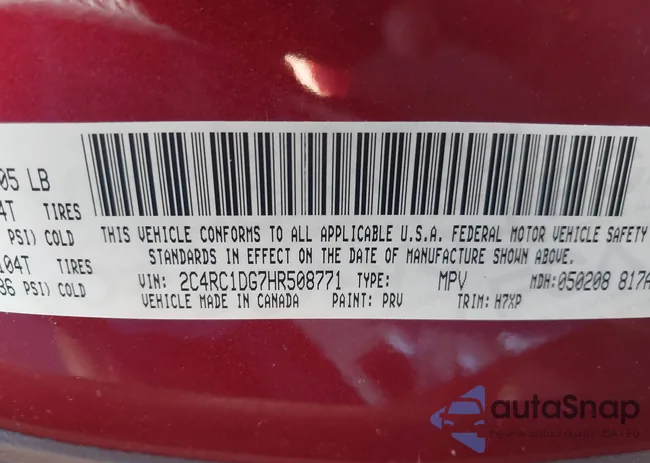 05 LB
4T TIRES
PSI) COLD
104T TIRES
36 PSI) COLD
THIS VEHICLE CONFORMS TO ALL APPLICABLE U.S.A. FEDERAL MOTOR VEHICLE SAFETY
STANDARDS IN EFFECT ON THE DATE OF MANUFACTURE SHOWN ABOVE.
VIN: 2C4RC1DG7HR508771 TYPE: MPV MDH: 050208 817A
VEHICLE MADE IN CANADA PAINT: PRV TRIM: H7XP
autaSnap